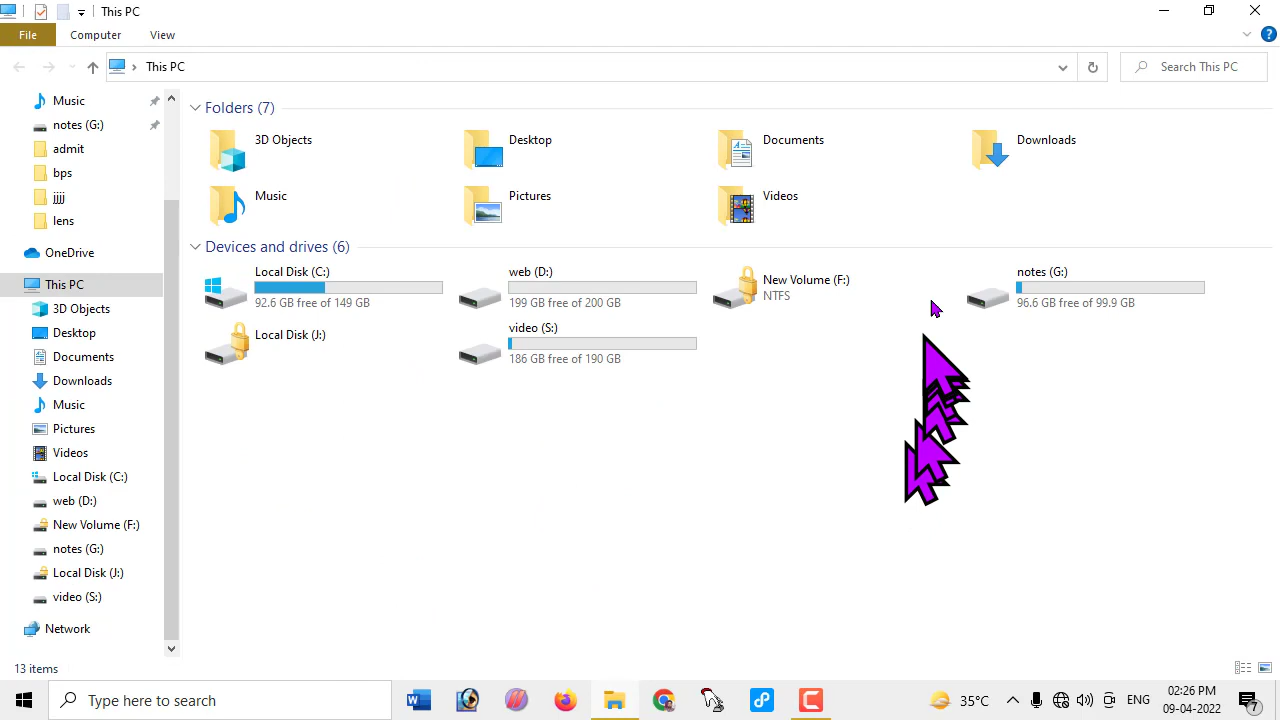 This PC
File Computer View
This PC
Search This PC
Music
notes (G:)
admit
bps
jjjj
lens
OneDrive
This PC
3D Objects
Desktop
Documents
Downloads
Music
Pictures
Videos
Local Disk (C:)
web (D:)
New Volume (F:)
notes (G:)
Local Disk (J:)
video (S:)
Network
Folders (7)
3D Objects
Desktop
Documents
Downloads
Music
Pictures
Videos
Devices and drives (6)
Local Disk (C:)
92.6 GB free of 149 GB
web (D:)
199 GB free of 200 GB
New Volume (F:)
NTFS
notes (G:)
96.6 GB free of 99.9 GB
Local Disk (J:)
video (S:)
186 GB free of 190 GB
13 items
Type here to search
35°C
ENG
02:26 PM
09-04-2022
7